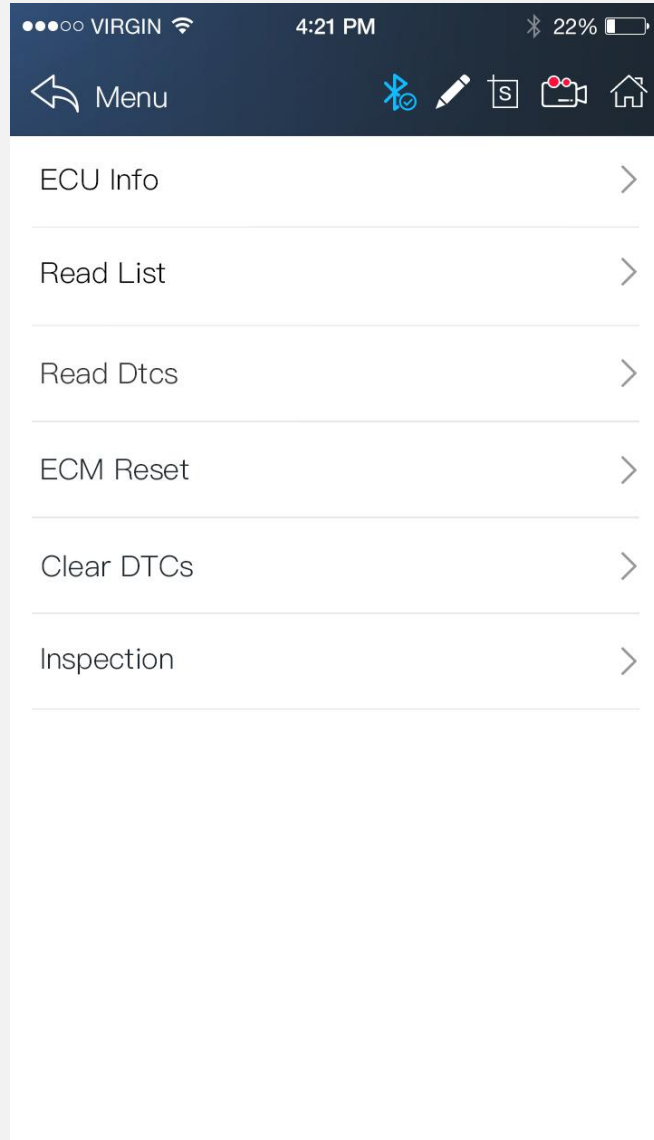 VIRGIN 4:21 PM 22%
Menu S
ECU Info
Read List
Read Dtcs
ECM Reset
Clear DTCs
Inspection